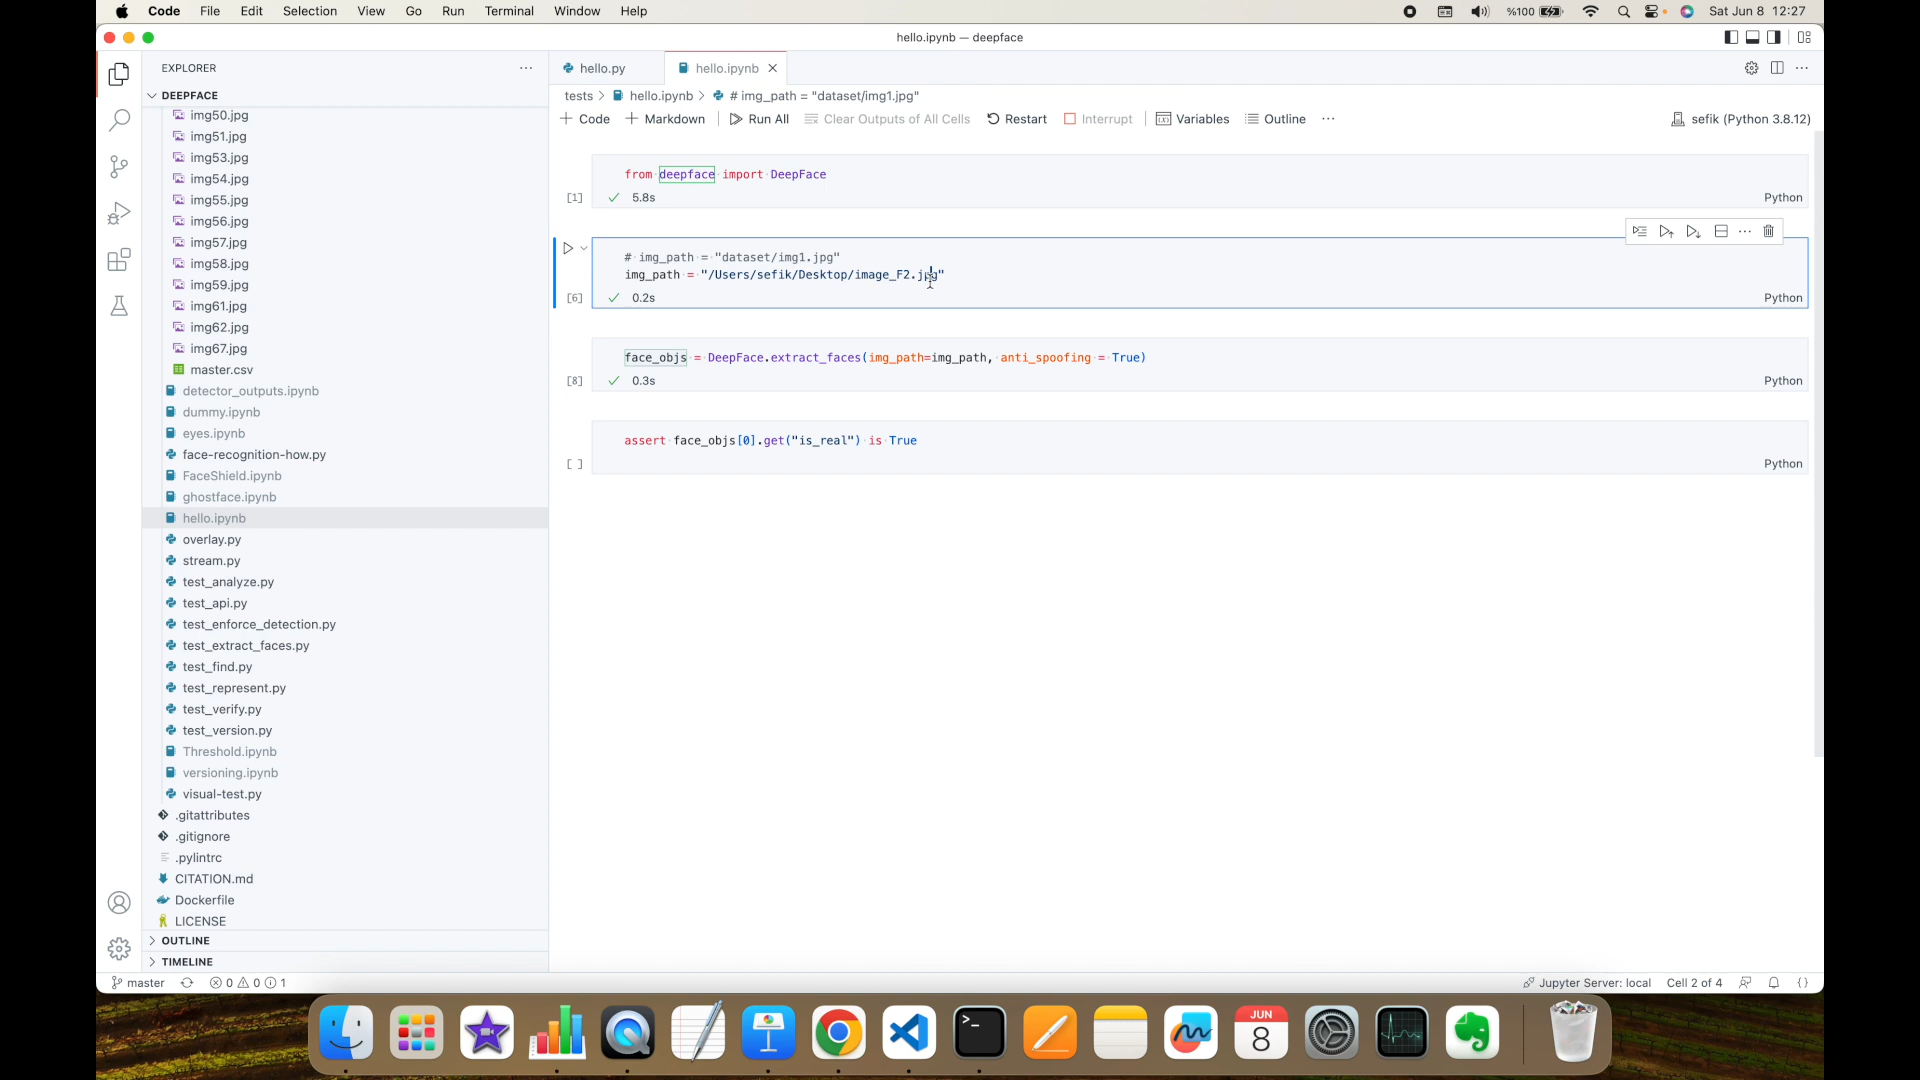 Code File Edit Selection View Go Run Terminal Window Help
%100 Sat Jun 8 12:27
hello.ipynb — deepface
EXPLORER
DEEPFACE
img50.jpg
img51.jpg
img53.jpg
img54.jpg
img55.jpg
img56.jpg
img57.jpg
img58.jpg
img59.jpg
img61.jpg
img62.jpg
img67.jpg
master.csv
detector_outputs.ipynb
dummy.ipynb
eyes.ipynb
face-recognition-how.py
FaceShield.ipynb
ghostface.ipynb
hello.ipynb
overlay.py
stream.py
test_analyze.py
test_api.py
test_enforce_detection.py
test_extract_faces.py
test_find.py
test_represent.py
test_verify.py
test_version.py
Threshold.ipynb
versioning.ipynb
visual-test.py
.gitattributes
.gitignore
.pylintrc
CITATION.md
Dockerfile
LICENSE
OUTLINE
TIMELINE
hello.py hello.ipynb
tests > hello.ipynb > # img_path = "dataset/img1.jpg"
+ Code + Markdown Run All Clear Outputs of All Cells Restart Interrupt Variables Outline ... sefik (Python 3.8.12)
from deepface import DeepFace
[1] 5.8s Python
# img_path = "dataset/img1.jpg"
img_path = "/Users/sefik/Desktop/image_F2.jpg"
[6] 0.2s Python
face_objs = DeepFace.extract_faces(img_path=img_path, anti_spoofing = True)
[8] 0.3s Python
assert face_objs[0].get("is_real") is True
[ ] Python
master 0 0 1 Jupyter Server: local Cell 2 of 4
JUN
8